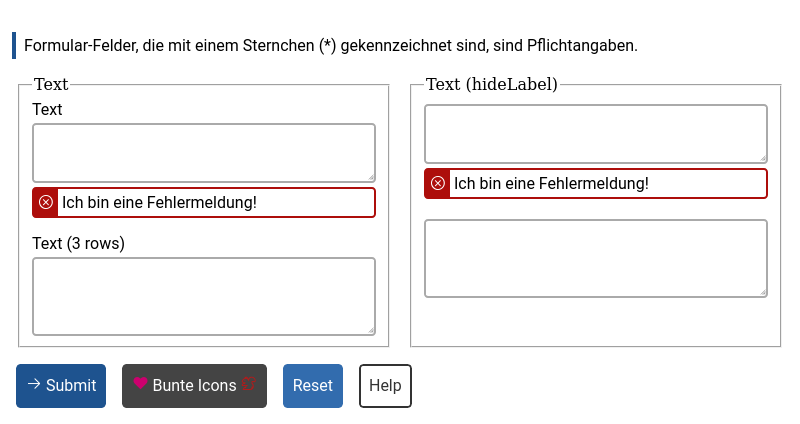 Formular-Felder, die mit einem Sternchen (*) gekennzeichnet sind, sind Pflichtangaben.
Text
Text
Ich bin eine Fehlermeldung!
Text (3 rows)
Text (hideLabel)
Ich bin eine Fehlermeldung!
Submit
Bunte Icons
Reset
Help